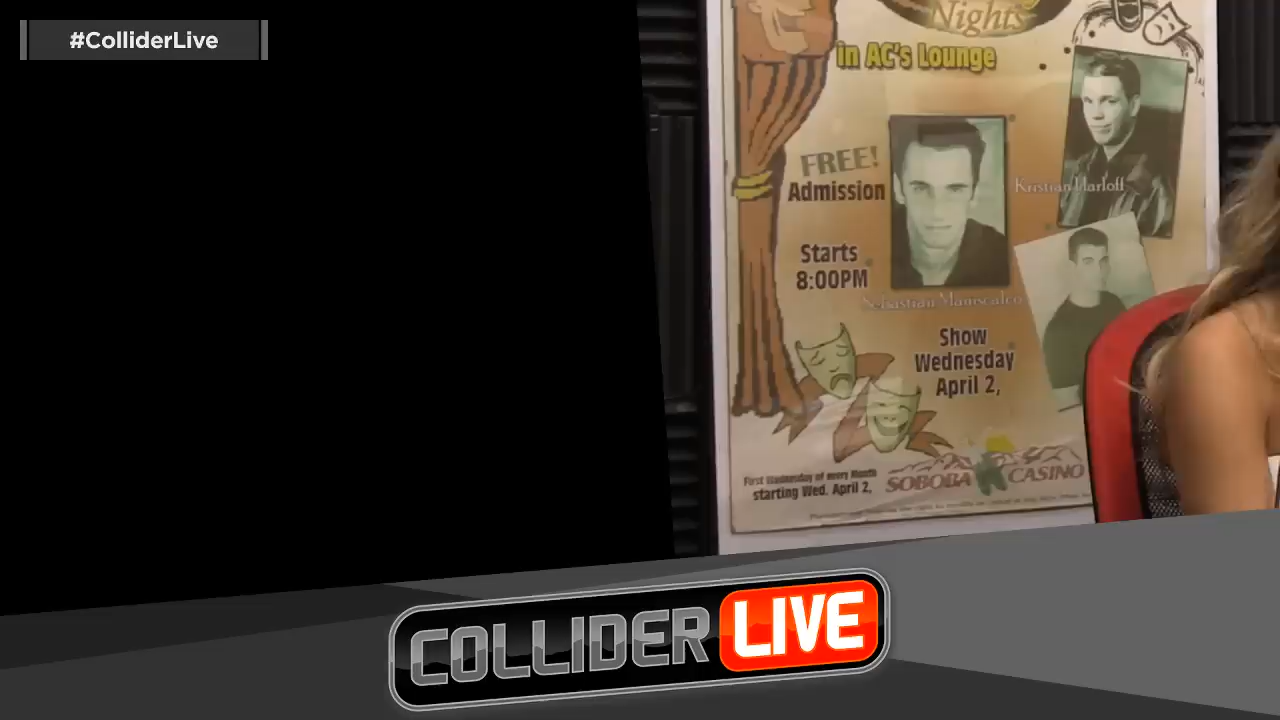 #ColliderLive
Nights
in AC's Lounge
FREE!
Admission
Kristian Harloff
Starts
8:00PM
Sebastian Maniscalco
Show
Wednesday
April 2,
First Wednesday of every Month
starting Wed. April 2,
SOBOBA CASINO
COLLIDER LIVE